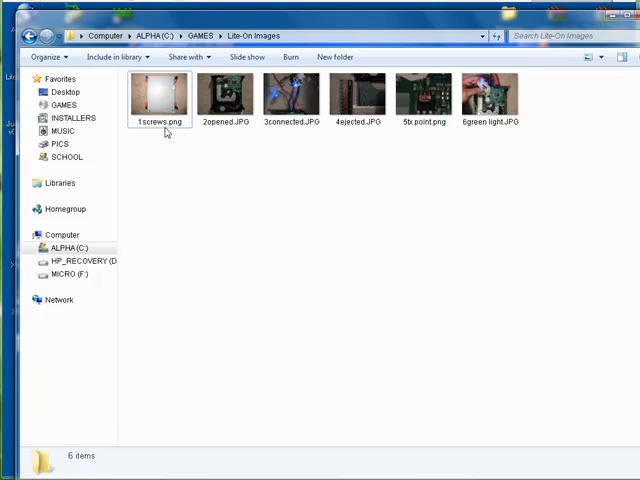 Computer ▸ ALPHA (C:) ▸ GAMES ▸ Lite-On Images
Search Lite-On Images
Organize Include in library Share with Slide show Burn New folder
Favorites
Desktop
GAMES
INSTALLERS
MUSIC
PICS
SCHOOL
Libraries
Homegroup
Computer
ALPHA (C:)
HP_RECOVERY (D
MICRO (F:)
Network
1screws.png 2opened.JPG 3connected.JPG 4ejected.JPG 5tx point.png 6green light.JPG
6 items